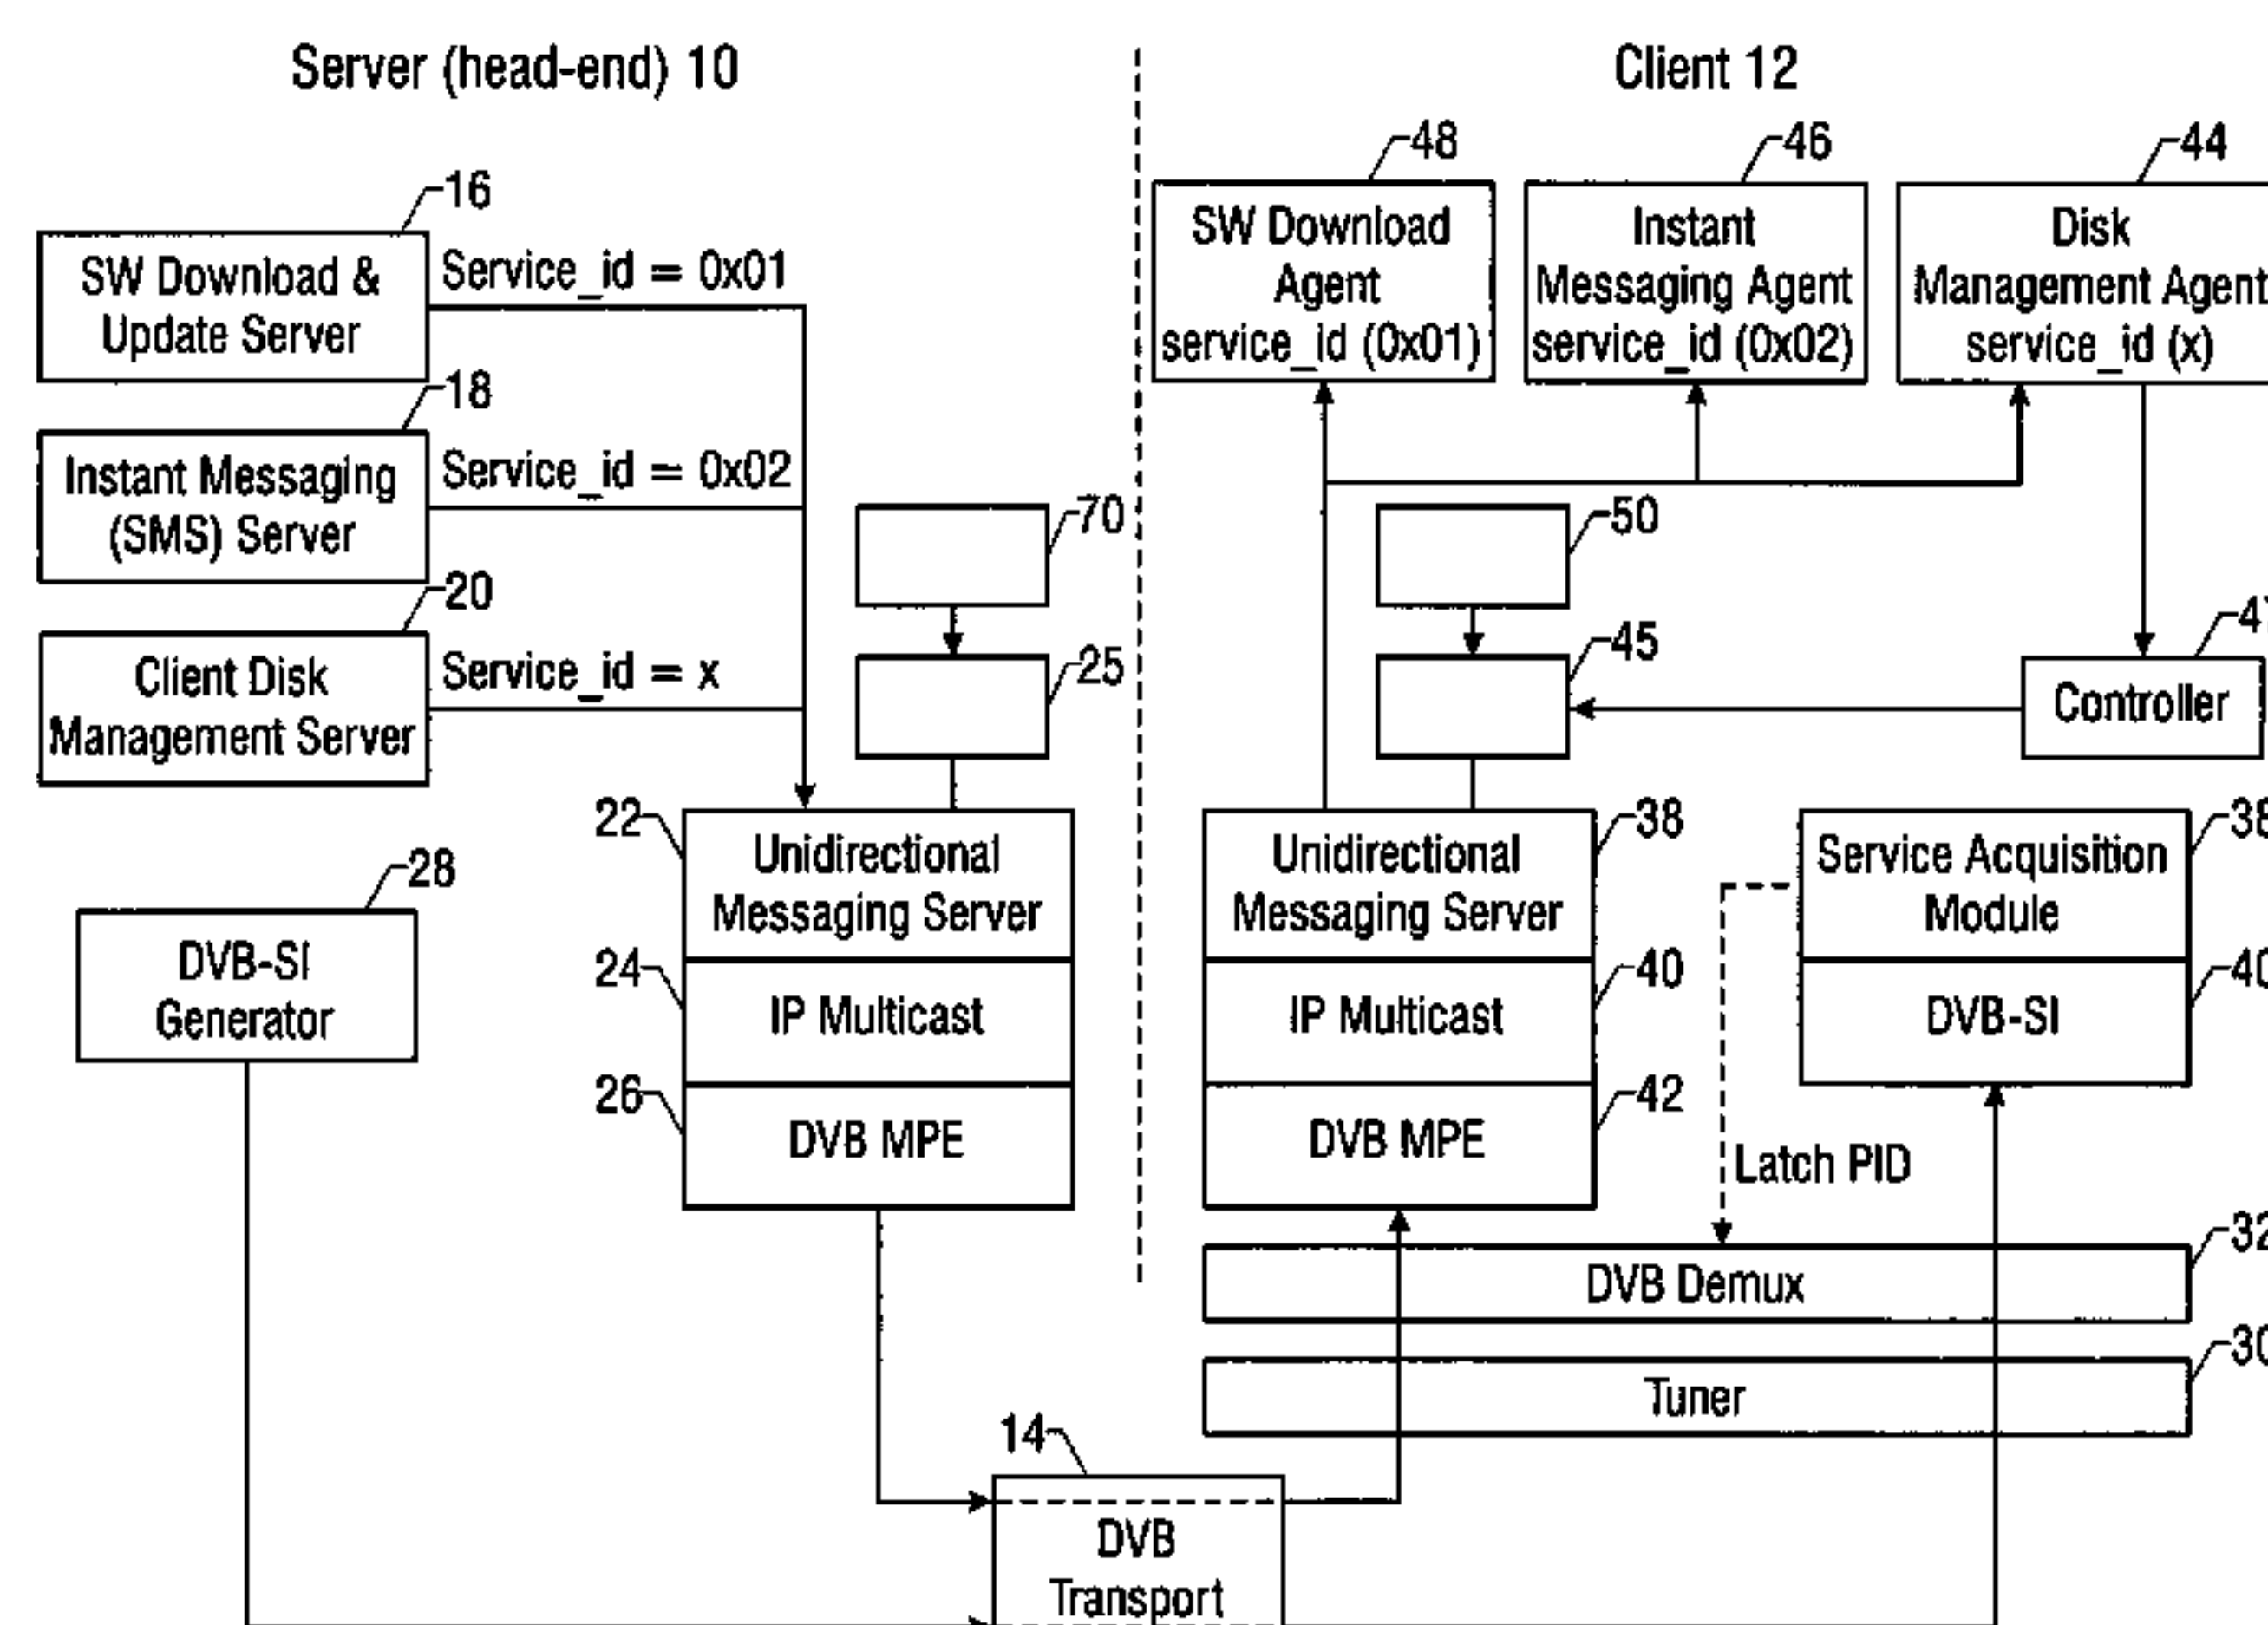 Server (head-end) 10
Client 12
16
SW Download &
Update Server
Service_id = 0x01
18
Instant Messaging
(SMS) Server
Service_id = 0x02
20
Client Disk
Management Server
Service_id = x
70
25
28
DVB-SI
Generator
22
Unidirectional
Messaging Server
24
IP Multicast
26
DVB MPE
48
SW Download
Agent
service_id (0x01)
46
Instant
Messaging Agent
service_id (0x02)
44
Disk
Management Agent
service_id (x)
50
45
Controller
38
Unidirectional
Messaging Server
40
IP Multicast
42
DVB MPE
38
Service Acquisition
Module
40
DVB-SI
Latch PID
32
DVB Demux
30
Tuner
14
DVB
Transport